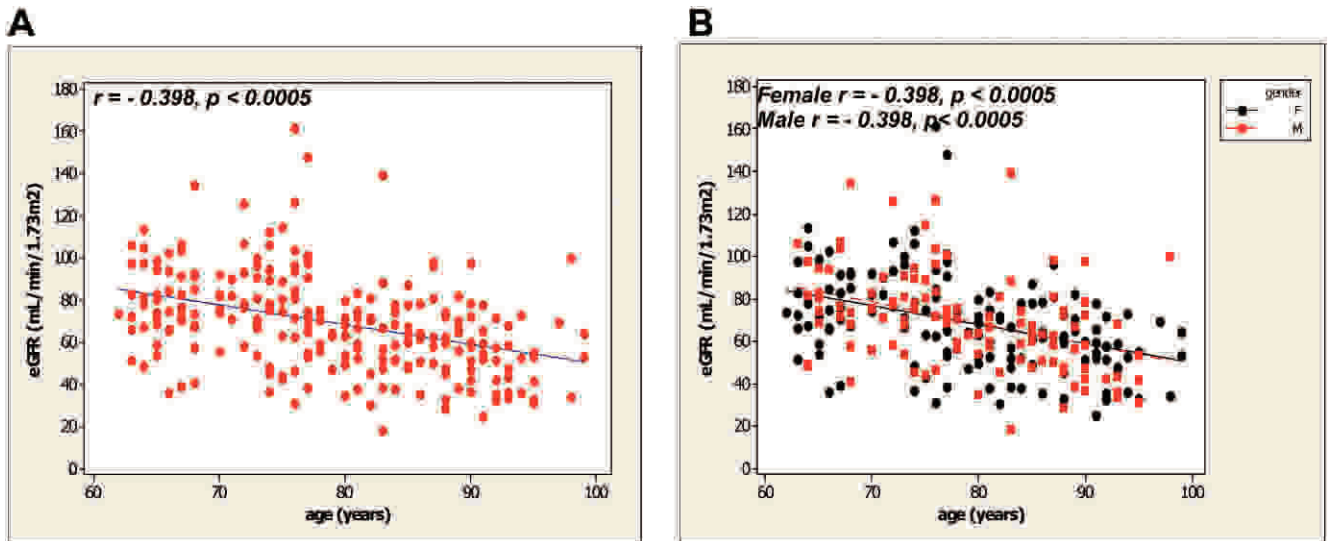 A
r = - 0.398, p < 0.0005
180
160
140
120
100
80
60
40
20
0
eGFR (mL/min/1.73m2)
60 70 80 90 100
age (years)
B
Female r = - 0.398, p < 0.0005
Male r = - 0.398, p< 0.0005
180
160
140
120
100
80
60
40
20
0
eGFR (mL/min/1.73m2)
60 70 80 90 100
age (years)
gender
F
M